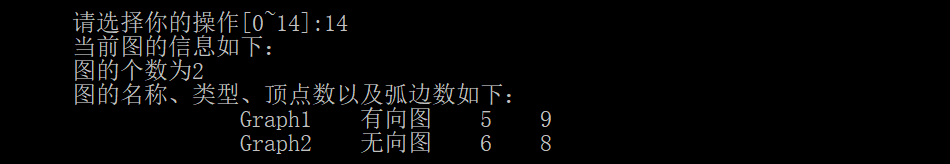 请选择你的操作[0~14]:14
当前图的信息如下：
图的个数为2
图的名称、类型、顶点数以及弧边数如下：
Graph1 有向图 5 9
Graph2 无向图 6 8